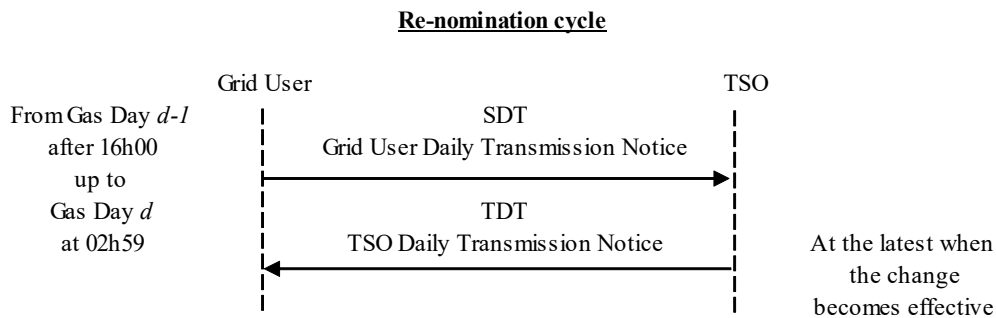 Re-nomination cycle
Grid User
TSO
From Gas Day d-1
after 16h00
up to
Gas Day d
at 02h59
SDT
Grid User Daily Transmission Notice
TDT
TSO Daily Transmission Notice
At the latest when
the change
becomes effective